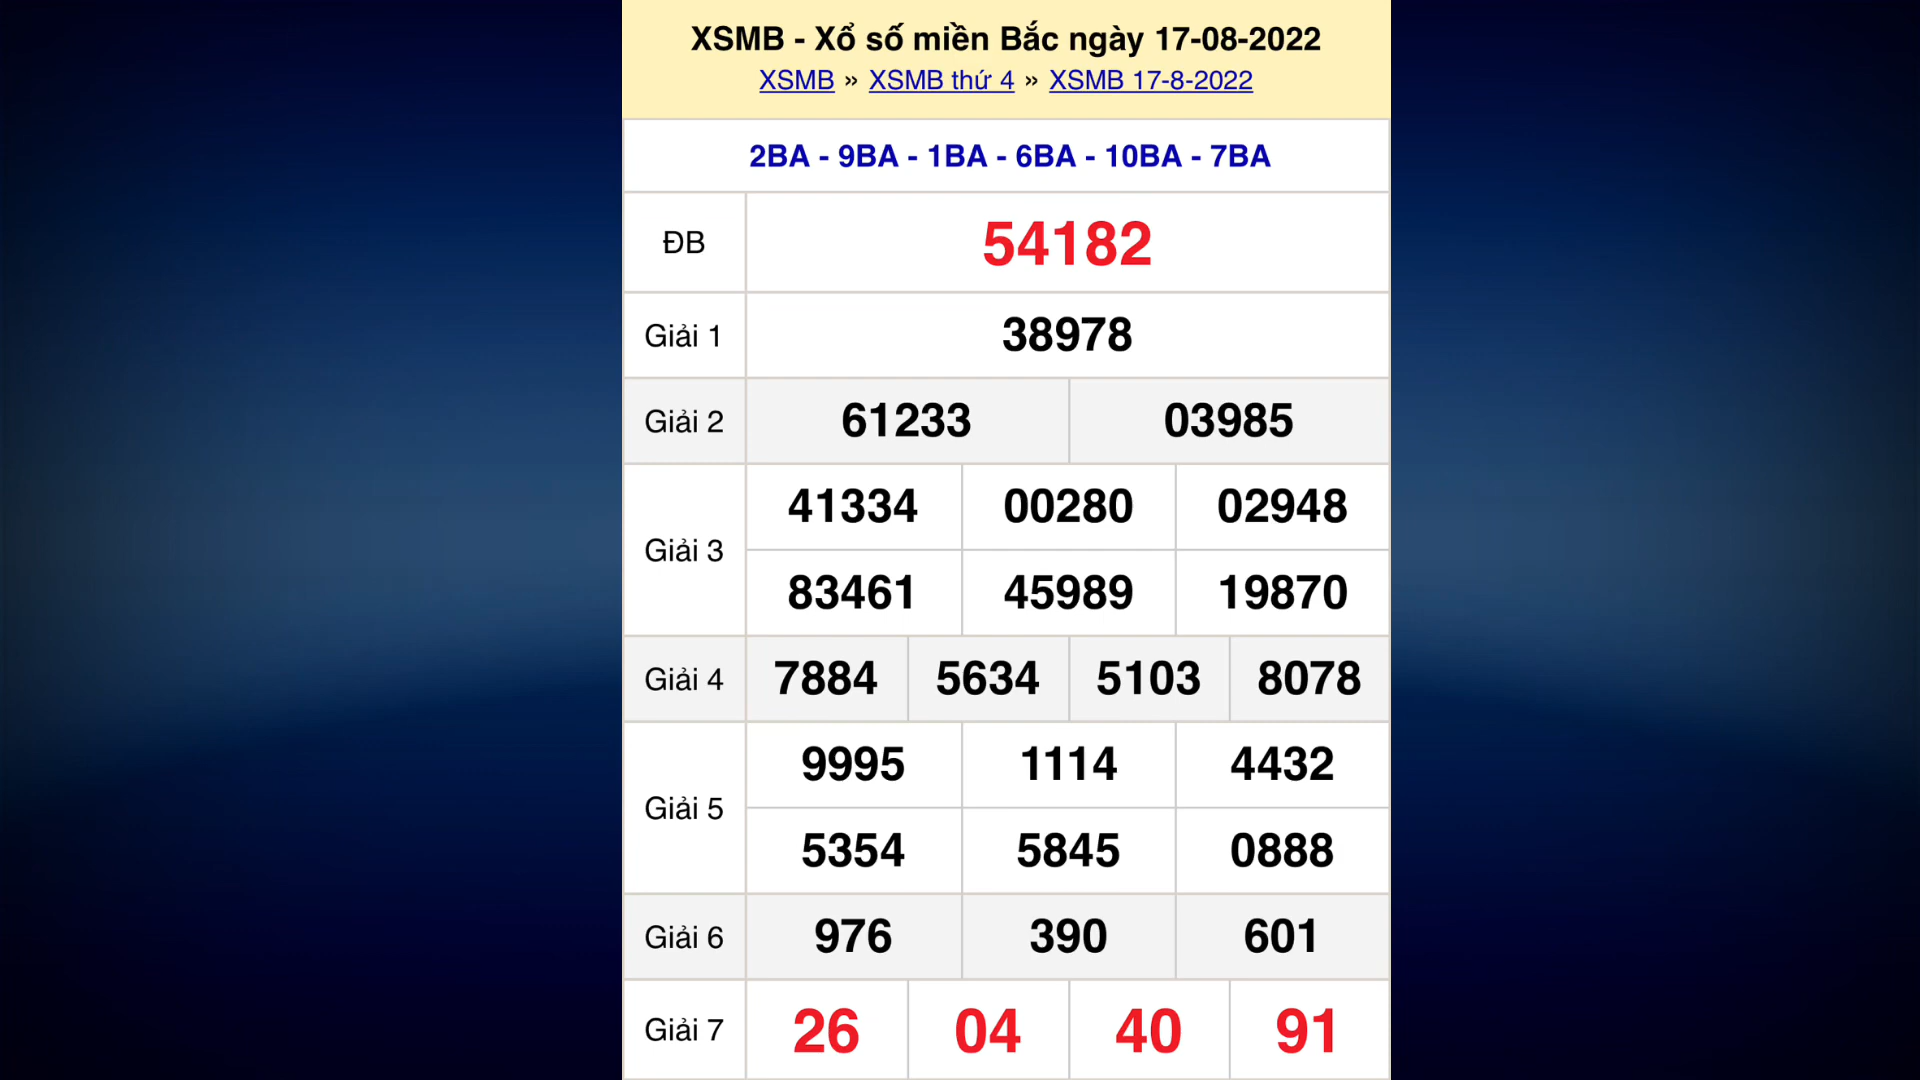 XSMB - Xổ số miền Bắc ngày 17-08-2022
XSMB » XSMB thứ 4 » XSMB 17-8-2022
2BA - 9BA - 1BA - 6BA - 10BA - 7BA
ĐB 54182
Giải 1 38978
Giải 2 61233 03985
Giải 3
41334 00280 02948
83461 45989 19870
Giải 4 7884 5634 5103 8078
Giải 5
9995 1114 4432
5354 5845 0888
Giải 6 976 390 601
Giải 7 26 04 40 91